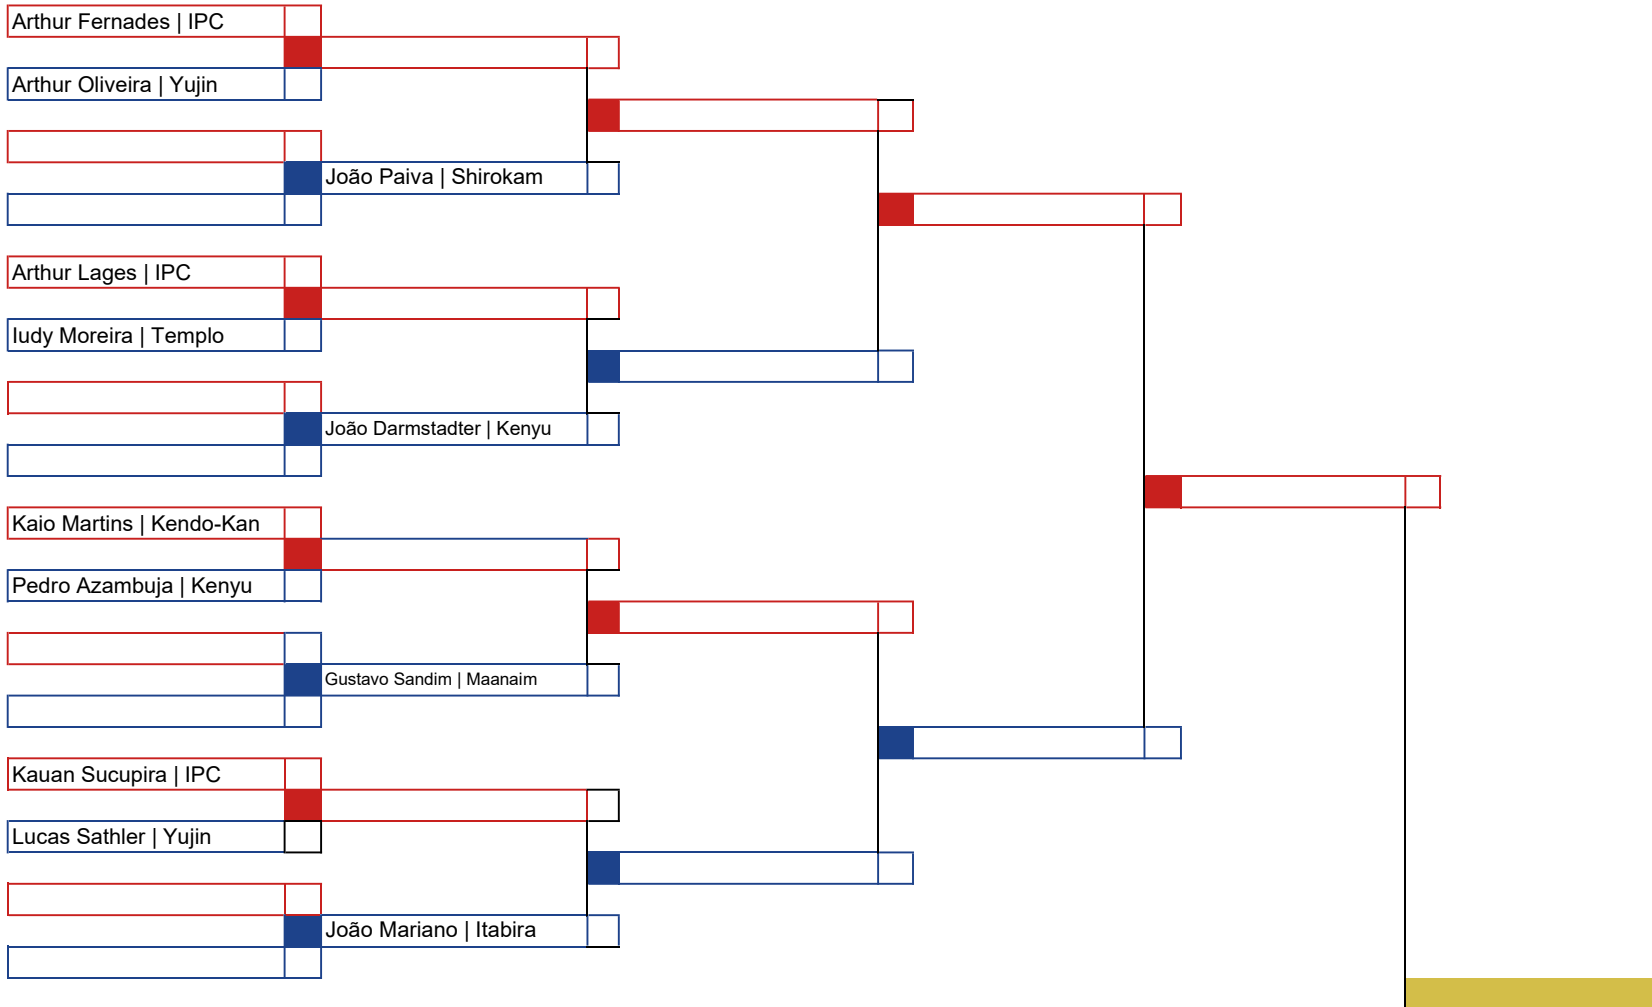 Arthur Fernades | IPC
Arthur Oliveira | Yujin
João Paiva | Shirokam
Arthur Lages | IPC
Iudy Moreira | Templo
João Darmstadter | Kenyu
Kaio Martins | Kendo-Kan
Pedro Azambuja | Kenyu
Gustavo Sandim | Maanaim
Kauan Sucupira | IPC
Lucas Sathler | Yujin
João Mariano | Itabira